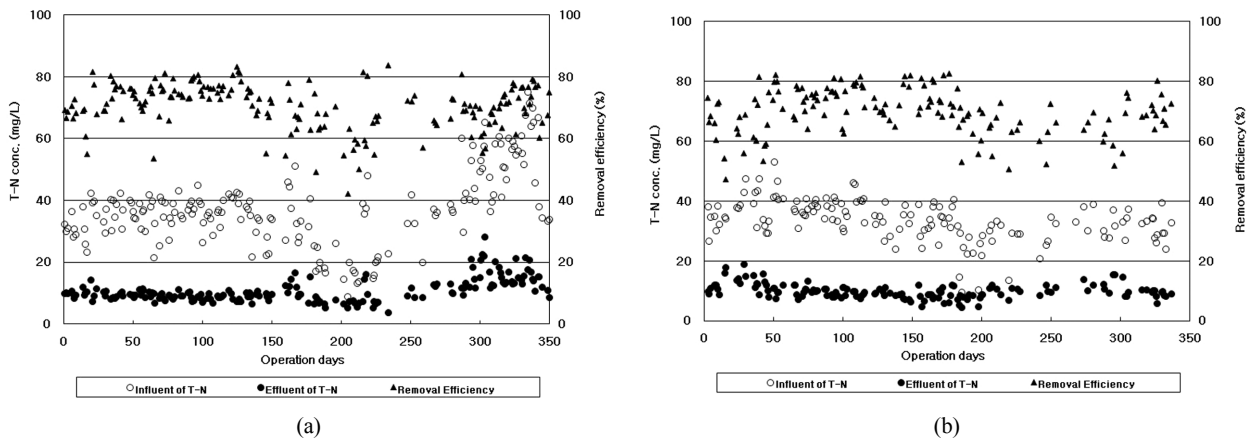 100
80
60
40
20
0
T-N conc. (mg/L)
0 50 100 150 200 250 300 350
Operation days
100
80
60
40
20
0
Removal efficiency (%)
Influent of T-N Effluent of T-N Removal Efficiency
(a)
100
80
60
40
20
0
T-N conc. (mg/L)
0 50 100 150 200 250 300 350
Operation days
100
80
60
40
20
0
Removal efficiency (%)
Influent of T-N Effluent of T-N Removal Efficiency
(b)